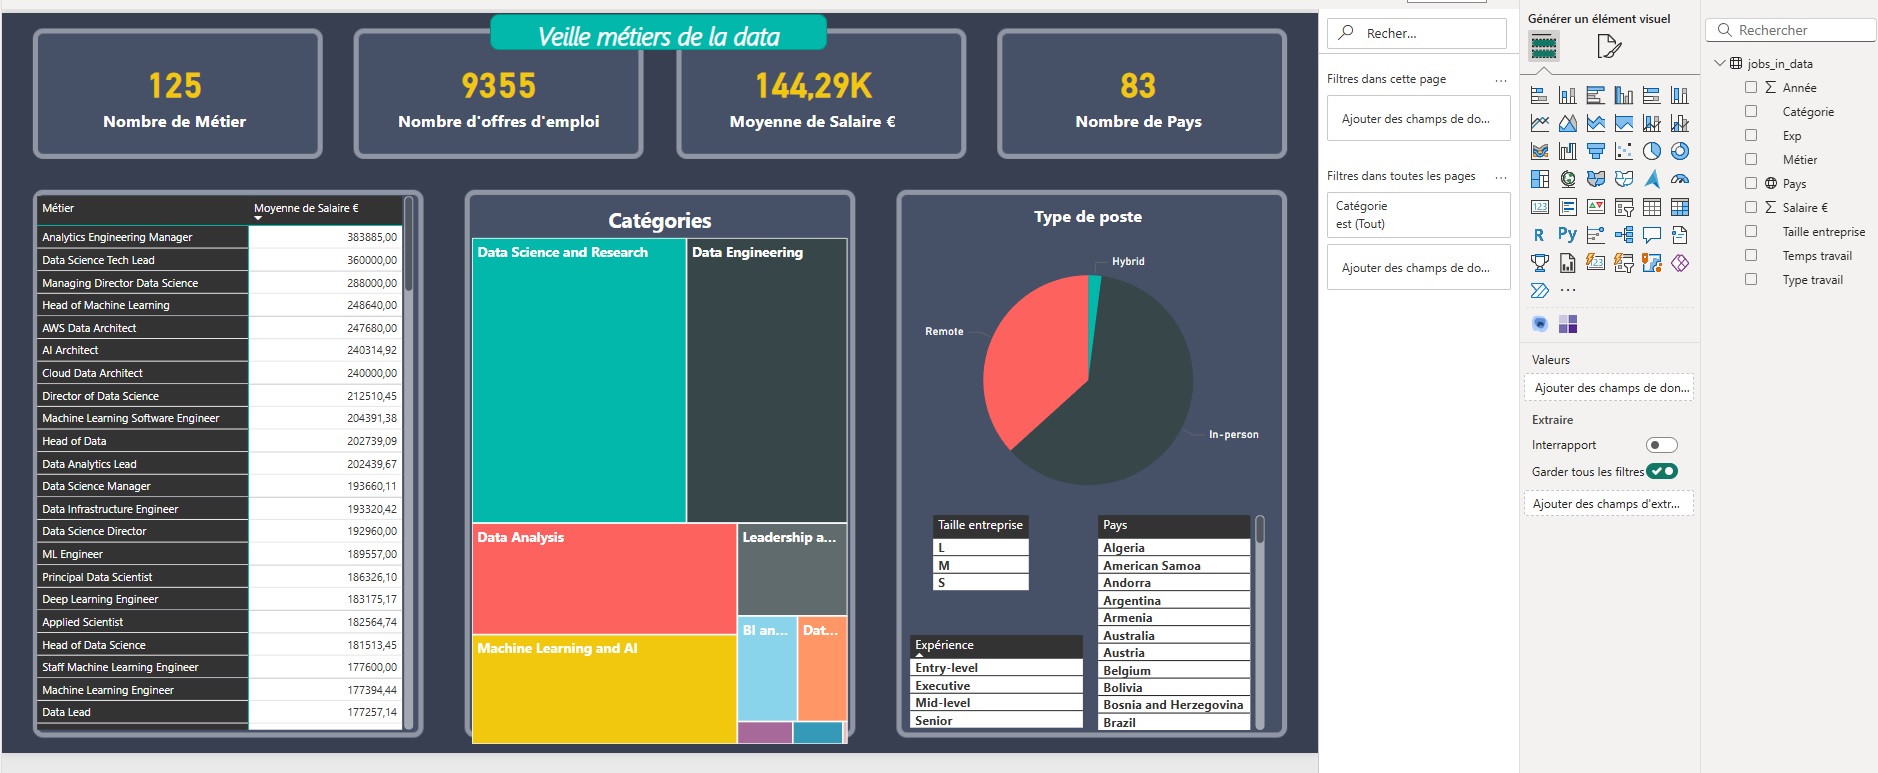 Veille métiers de la data
125
Nombre de Métier
9355
Nombre d'offres d'emploi
144,29K
Moyenne de Salaire €
83
Nombre de Pays
Métier Moyenne de Salaire €
Analytics Engineering Manager 383885,00
Data Science Tech Lead 360000,00
Managing Director Data Science 288000,00
Head of Machine Learning 248640,00
AWS Data Architect 247680,00
AI Architect 240314,92
Cloud Data Architect 240000,00
Director of Data Science 212510,45
Machine Learning Software Engineer 204391,38
Head of Data 202739,09
Data Analytics Lead 202439,67
Data Science Manager 193660,11
Data Infrastructure Engineer 193320,42
Data Science Director 192960,00
ML Engineer 189557,00
Principal Data Scientist 186326,10
Deep Learning Engineer 183175,17
Applied Scientist 182564,74
Head of Data Science 181513,45
Staff Machine Learning Engineer 177600,00
Machine Learning Engineer 177394,44
Data Lead 177257,14
Catégories
Data Science and Research
Data Engineering
Data Analysis
Leadership a...
BI an...
Dat...
Machine Learning and AI
Type de poste
Hybrid
Remote
In-person
Taille entreprise
L
M
S
Expérience
Entry-level
Executive
Mid-level
Senior
Pays
Algeria
American Samoa
Andorra
Argentina
Armenia
Australia
Austria
Belgium
Bolivia
Bosnia and Herzegovina
Brazil
Recher...
Filtres dans cette page ...
Ajouter des champs de do...
Filtres dans toutes les pages ...
Catégorie
est (Tout)
Ajouter des champs de do...
Générer un élément visuel
123
R Py
123
...
Valeurs
Ajouter des champs de don...
Extraire
Interrapport
Garder tous les filtres
Ajouter des champs d'extr...
Rechercher
jobs_in_data
Σ Année
Catégorie
Exp
Métier
Pays
Σ Salaire €
Taille entreprise
Temps travail
Type travail